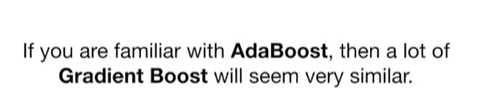 If you are familiar with AdaBoost, then a lot of
Gradient Boost will seem very similar.